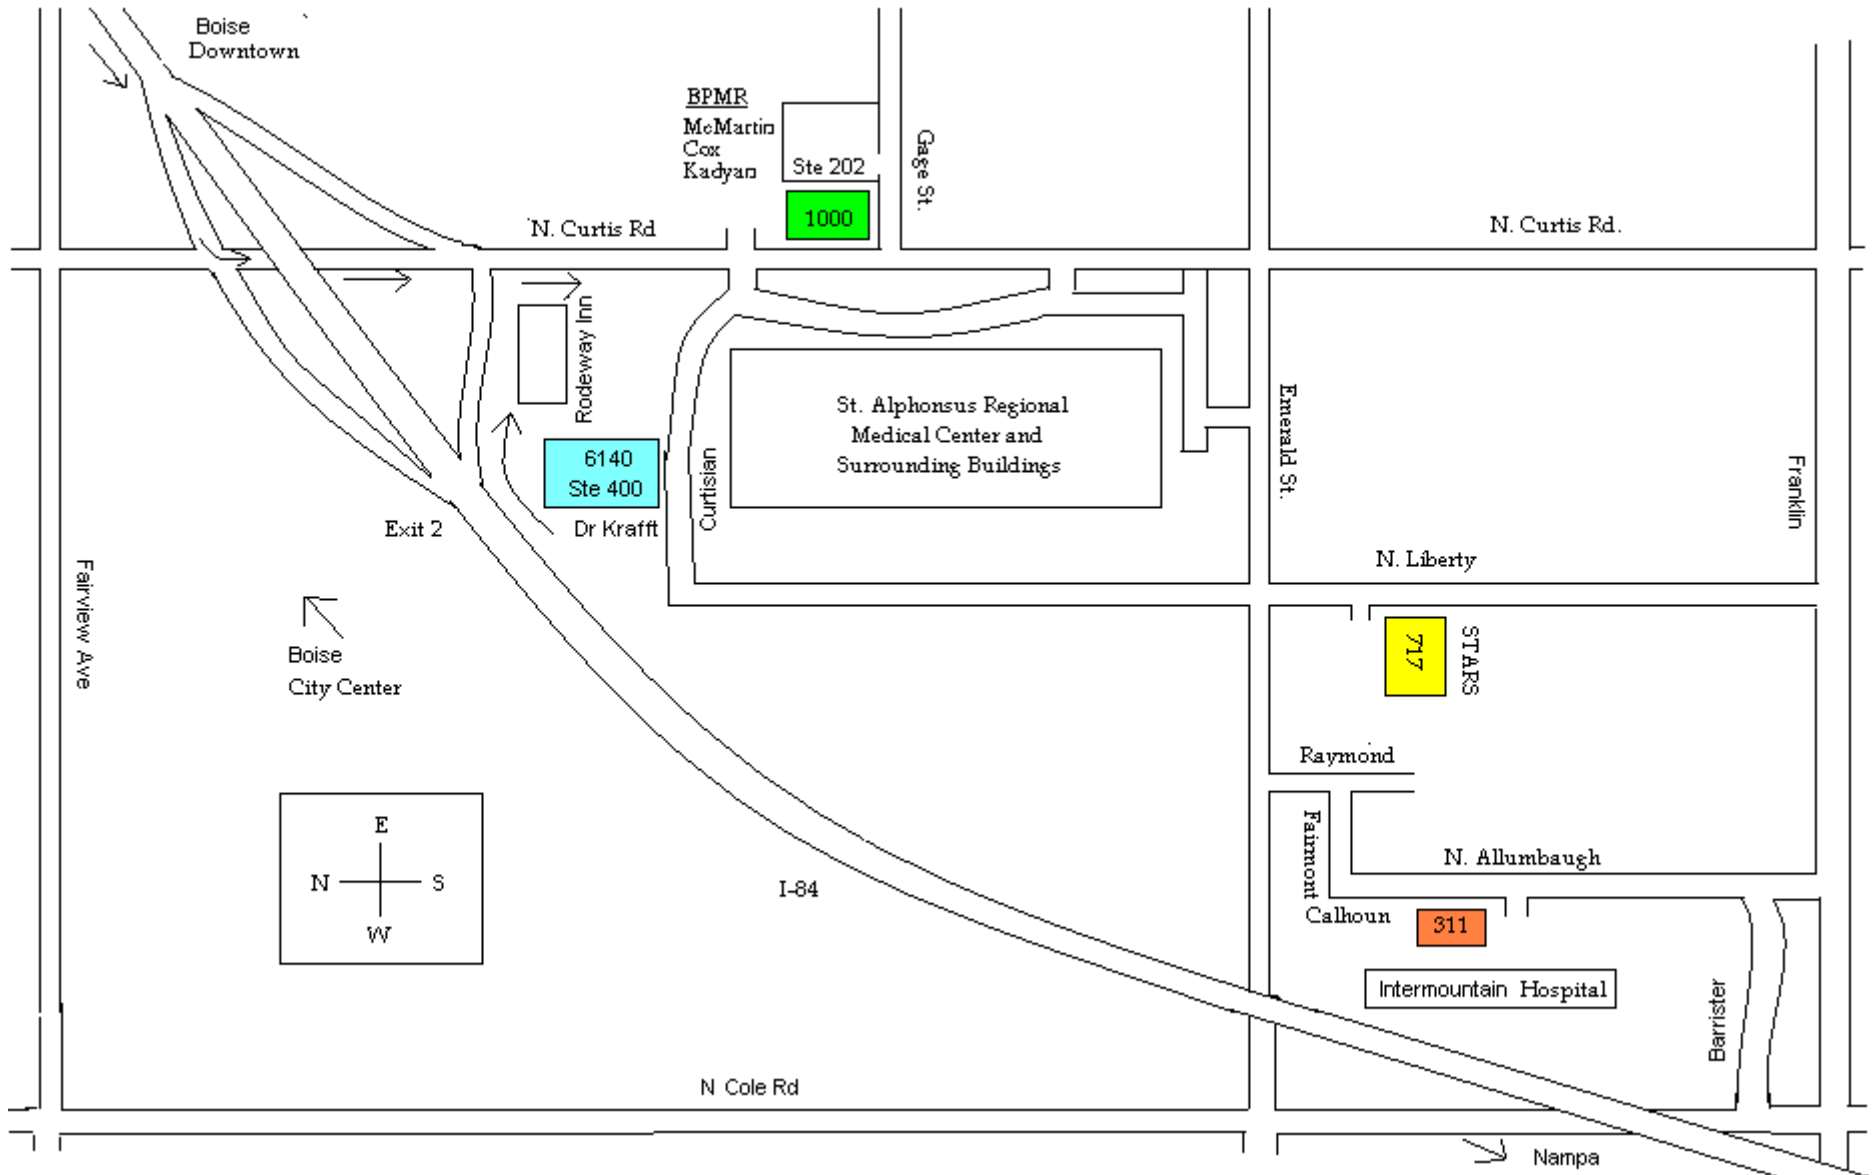 Boise
Downtown
BPMR
McMartin
Cox
Kadyan
Ste 202
Gage St.
1000
N. Curtis Rd
N. Curtis Rd.
Rodeway Inn
St. Alphonsus Regional
Medical Center and
Surrounding Buildings
Emerald St.
6140
Ste 400
Dr Krafft
Curtisian
Franklin
Exit 2
Fairview Ave
N. Liberty
717
STARS
Boise
City Center
Raymond
E
N
S
W
I-84
Fairmont
N. Allumbaugh
Calhoun
311
Intermountain Hospital
Barrister
N Cole Rd
Nampa